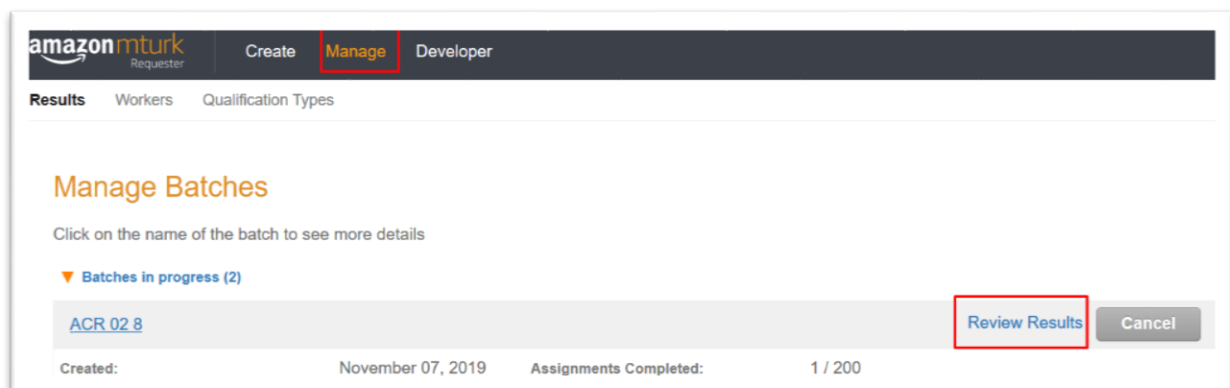 amazonmturk Create Manage Developer
Requester
Results Workers Qualification Types
Manage Batches
Click on the name of the batch to see more details
Batches in progress (2)
ACR 02 8 Review Results Cancel
Created: November 07, 2019 Assignments Completed: 1 / 200